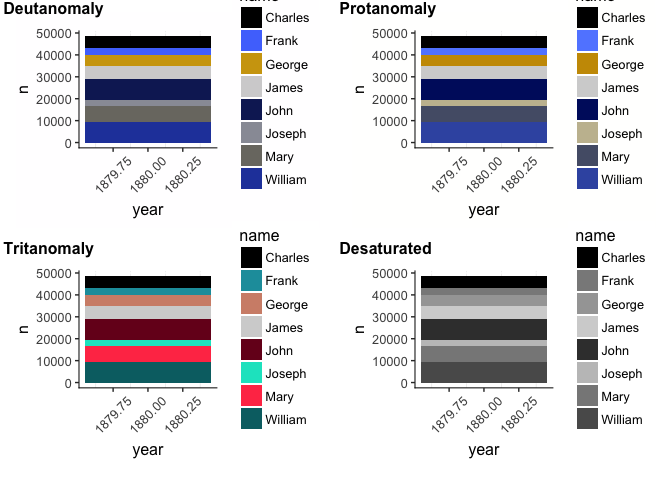 Deutanomaly
name
50000
40000
30000
20000
10000
0
n
1879.75
1880.00
1880.25
year
Charles
Frank
George
James
John
Joseph
Mary
William
Protanomaly
name
50000
40000
30000
20000
10000
0
n
1879.75
1880.00
1880.25
year
Charles
Frank
George
James
John
Joseph
Mary
William
Tritanomaly
name
50000
40000
30000
20000
10000
0
n
1879.75
1880.00
1880.25
year
Charles
Frank
George
James
John
Joseph
Mary
William
Desaturated
name
50000
40000
30000
20000
10000
0
n
1879.75
1880.00
1880.25
year
Charles
Frank
George
James
John
Joseph
Mary
William